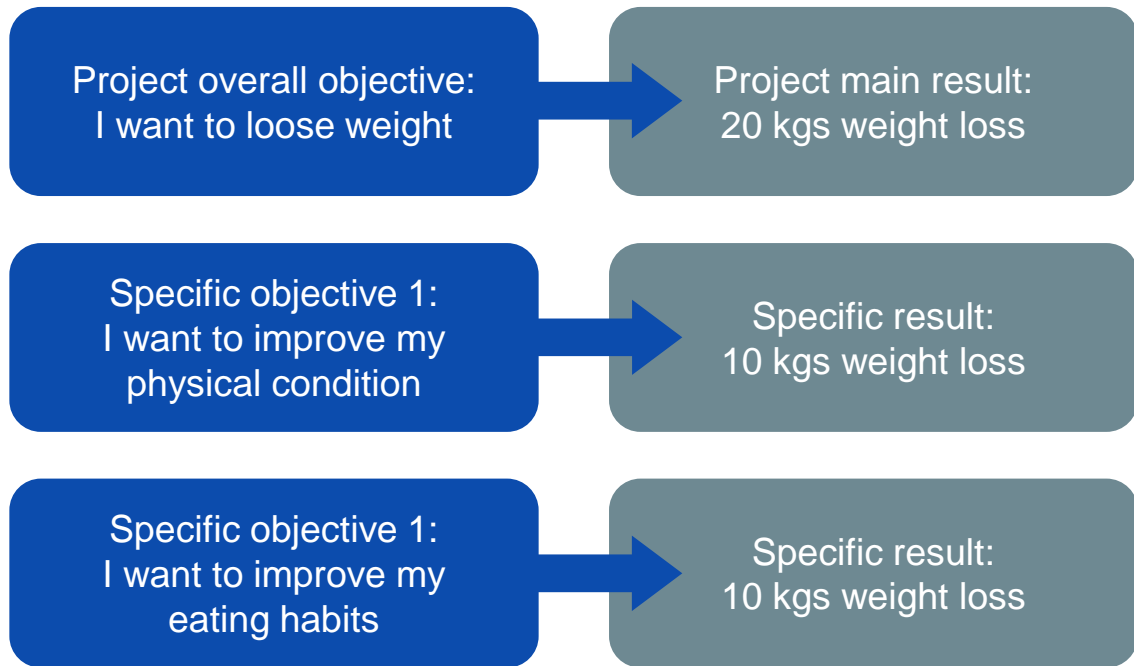 Project overall objective:
I want to loose weight
Project main result:
20 kgs weight loss
Specific objective 1:
I want to improve my
physical condition
Specific result:
10 kgs weight loss
Specific objective 1:
I want to improve my
eating habits
Specific result:
10 kgs weight loss